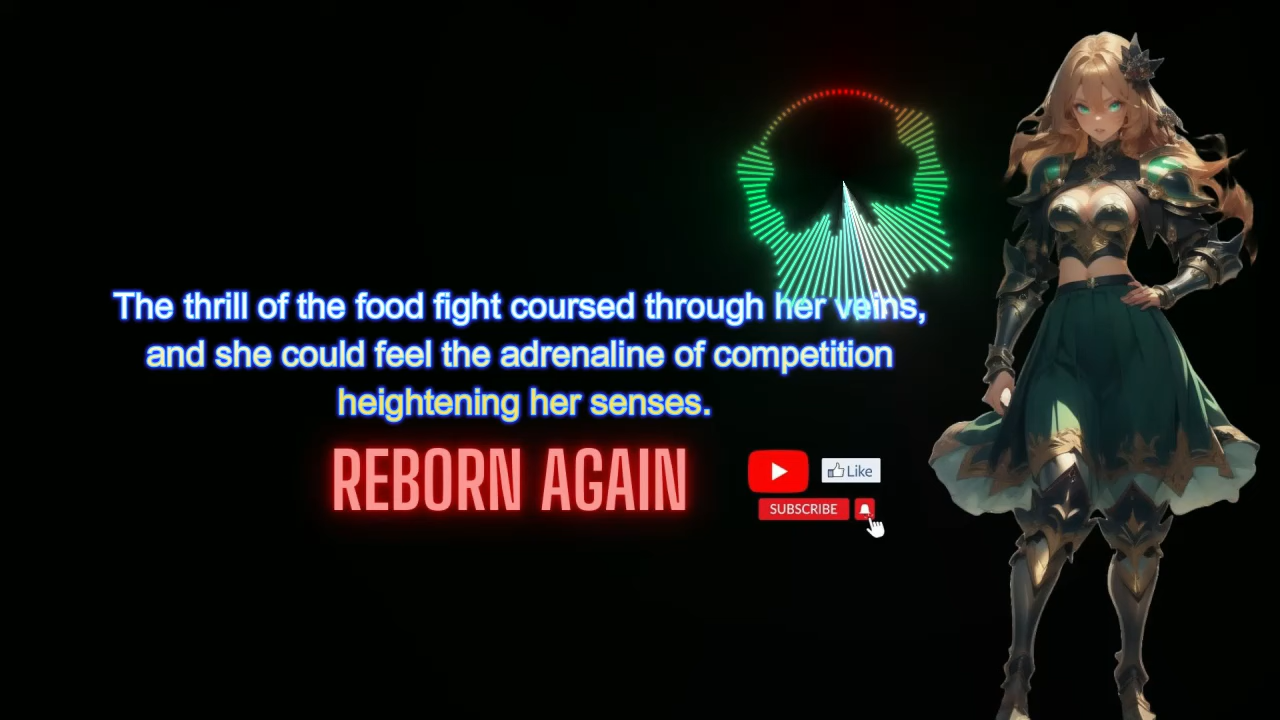 The thrill of the food fight coursed through her veins,
and she could feel the adrenaline of competition
heightening her senses.
REBORN AGAIN
Like
SUBSCRIBE